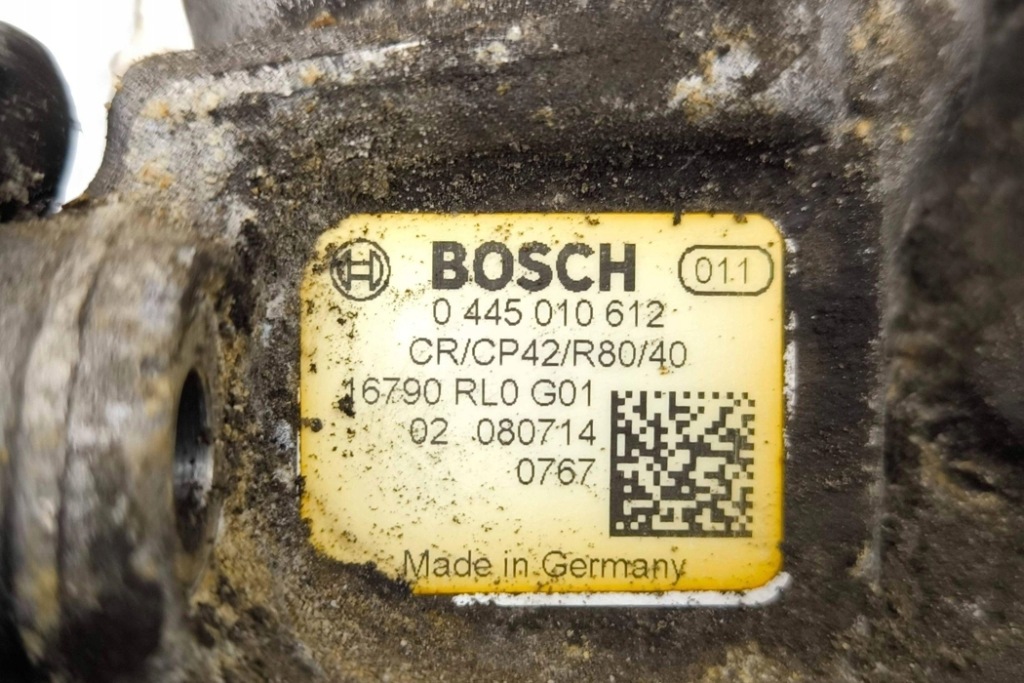 BOSCH 011
0 445 010 612
CR/CP42/R80/40
16790 RL0 G01
02 080714
0767
Made in Germany